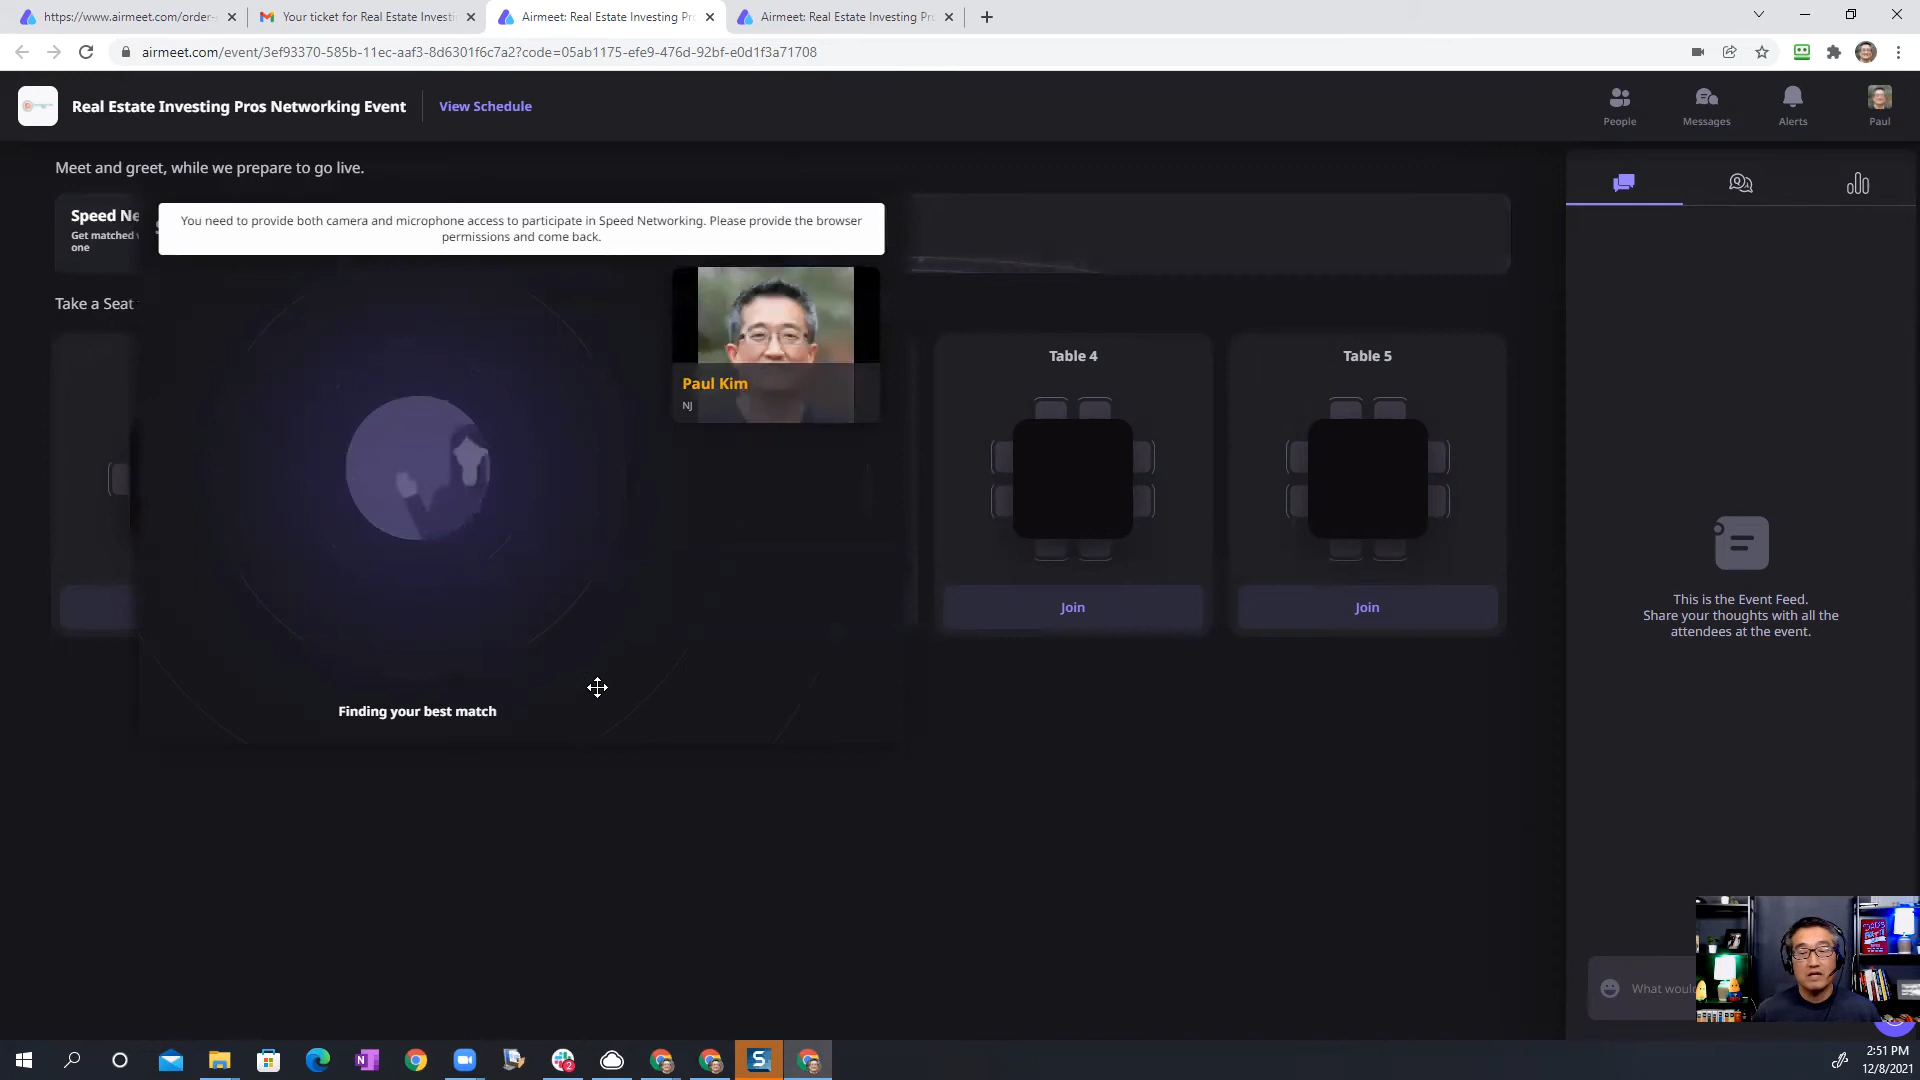 https://www.airmeet.com/order-
Your ticket for Real Estate Investi
Airmeet: Real Estate Investing Pr
Airmeet: Real Estate Investing Pr
airmeet.com/event/3ef93370-585b-11ec-aaf3-8d6301f6c7a2?code=05ab1175-efe9-476d-92bf-e0d1f3a71708
Real Estate Investing Pros Networking Event
View Schedule
People
Messages
Alerts
Paul
Meet and greet, while we prepare to go live.
Speed Ne
Get matched
one
You need to provide both camera and microphone access to participate in Speed Networking. Please provide the browser
permissions and come back.
Take a Seat
Paul Kim
NJ
Table 4
Table 5
Join
Join
Finding your best match
This is the Event Feed.
Share your thoughts with all the
attendees at the event.
What would
2:51 PM
12/8/2021